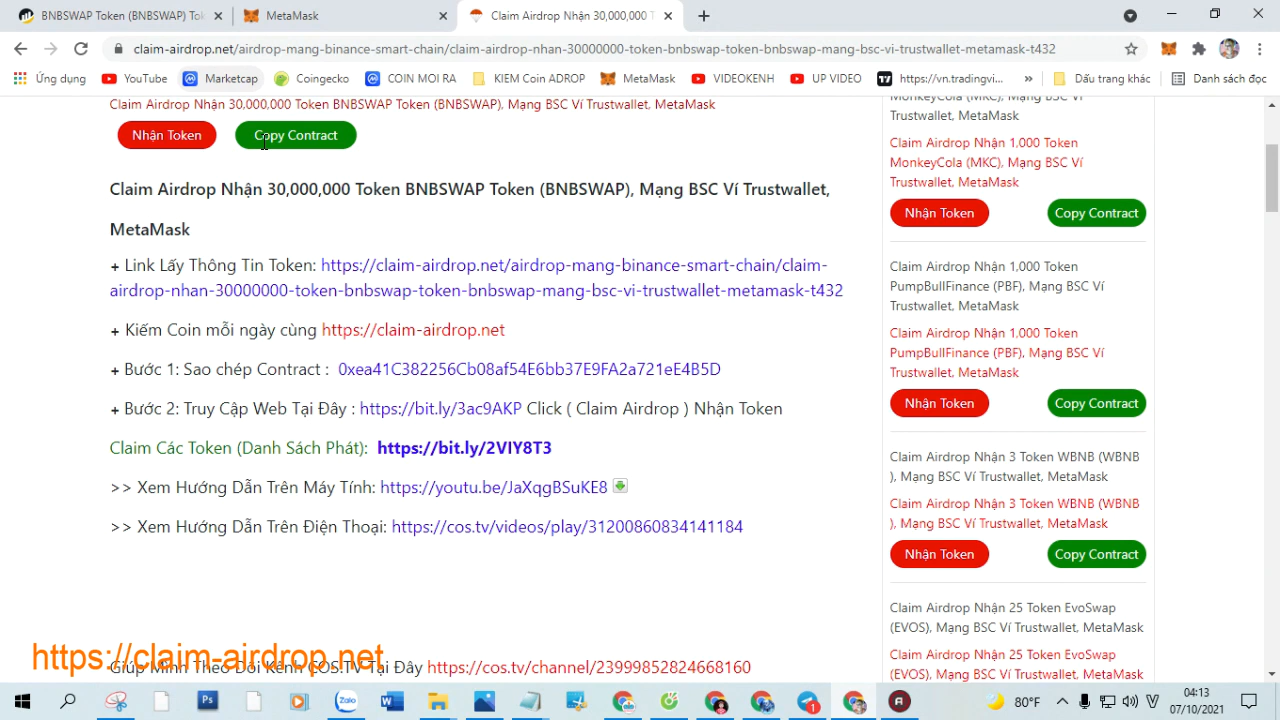 BNBSWAP Token (BNBSWAP) Tok
MetaMask
Claim Airdrop Nhận 30,000,000 T
claim-airdrop.net/airdrop-mang-binance-smart-chain/claim-airdrop-nhan-30000000-token-bnbswap-token-bnbswap-mang-bsc-vi-trustwallet-metamask-t432
Ứng dụng
YouTube
Marketcap
Coingecko
COIN MOI RA
KIEM Coin ADROP
MetaMask
VIDEOKENH
UP VIDEO
https://vn.tradingvi...
»
Dấu trang khác
Danh sách đọc
Claim Airdrop Nhận 30,000,000 Token BNBSWAP Token (BNBSWAP), Mạng BSC Ví Trustwallet, MetaMask
Nhận Token
Copy Contract
Claim Airdrop Nhận 30,000,000 Token BNBSWAP Token (BNBSWAP), Mạng BSC Ví Trustwallet,
MetaMask
+ Link Lấy Thông Tin Token: https://claim-airdrop.net/airdrop-mang-binance-smart-chain/claim-
airdrop-nhan-30000000-token-bnbswap-token-bnbswap-mang-bsc-vi-trustwallet-metamask-t432
+ Kiếm Coin mỗi ngày cùng https://claim-airdrop.net
+ Bước 1: Sao chép Contract : 0xea41C382256Cb08af54E6bb37E9FA2a721eE4B5D
+ Bước 2: Truy Cập Web Tại Đây : https://bit.ly/3ac9AKP Click ( Claim Airdrop ) Nhận Token
Claim Các Token (Danh Sách Phát): https://bit.ly/2VIY8T3
>> Xem Hướng Dẫn Trên Máy Tính: https://youtu.be/JaXqgBSuKE8
>> Xem Hướng Dẫn Trên Điện Thoại: https://cos.tv/videos/play/31200860834141184
Giúp Mình Theo Dõi Kênh COS.TV Tại Đây https://cos.tv/channel/23999852824668160
https://claim-airdrop.net
MonkeyCola (MKC), Mạng BSC Ví
Trustwallet, MetaMask
Claim Airdrop Nhận 1,000 Token
MonkeyCola (MKC), Mạng BSC Ví
Trustwallet, MetaMask
Nhận Token
Copy Contract
Claim Airdrop Nhận 1,000 Token
PumpBullFinance (PBF), Mạng BSC Ví
Trustwallet, MetaMask
Claim Airdrop Nhận 1,000 Token
PumpBullFinance (PBF), Mạng BSC Ví
Trustwallet, MetaMask
Nhận Token
Copy Contract
Claim Airdrop Nhận 3 Token WBNB (WBNB
), Mạng BSC Ví Trustwallet, MetaMask
Claim Airdrop Nhận 3 Token WBNB (WBNB
), Mạng BSC Ví Trustwallet, MetaMask
Nhận Token
Copy Contract
Claim Airdrop Nhận 25 Token EvoSwap
(EVOS), Mạng BSC Ví Trustwallet, MetaMask
Claim Airdrop Nhận 25 Token EvoSwap
(EVOS), Mạng BSC Ví Trustwallet, MetaMask
Zalo
80°F
04:13
07/10/2021